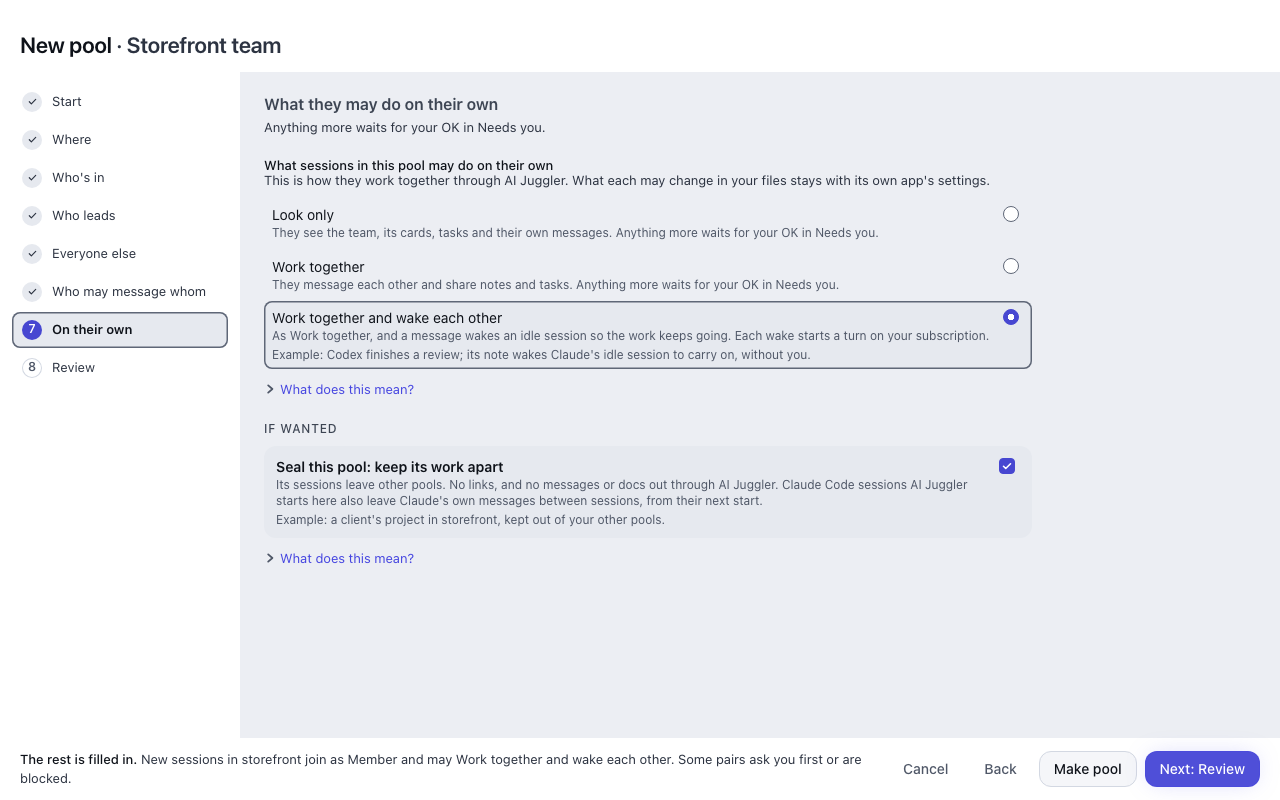 New pool · Storefront team
Start
Where
Who's in
Who leads
Everyone else
Who may message whom
7 On their own
8 Review
What they may do on their own
Anything more waits for your OK in Needs you.
What sessions in this pool may do on their own
This is how they work together through AI Juggler. What each may change in your files stays with its own app's settings.
Look only
They see the team, its cards, tasks and their own messages. Anything more waits for your OK in Needs you.
Work together
They message each other and share notes and tasks. Anything more waits for your OK in Needs you.
Work together and wake each other
As Work together, and a message wakes an idle session so the work keeps going. Each wake starts a turn on your subscription.
Example: Codex finishes a review; its note wakes Claude's idle session to carry on, without you.
What does this mean?
IF WANTED
Seal this pool: keep its work apart
Its sessions leave other pools. No links, and no messages or docs out through AI Juggler. Claude Code sessions AI Juggler
starts here also leave Claude's own messages between sessions, from their next start.
Example: a client's project in storefront, kept out of your other pools.
What does this mean?
The rest is filled in. New sessions in storefront join as Member and may Work together and wake each other. Some pairs ask you first or are
blocked.
Cancel
Back
Make pool
Next: Review